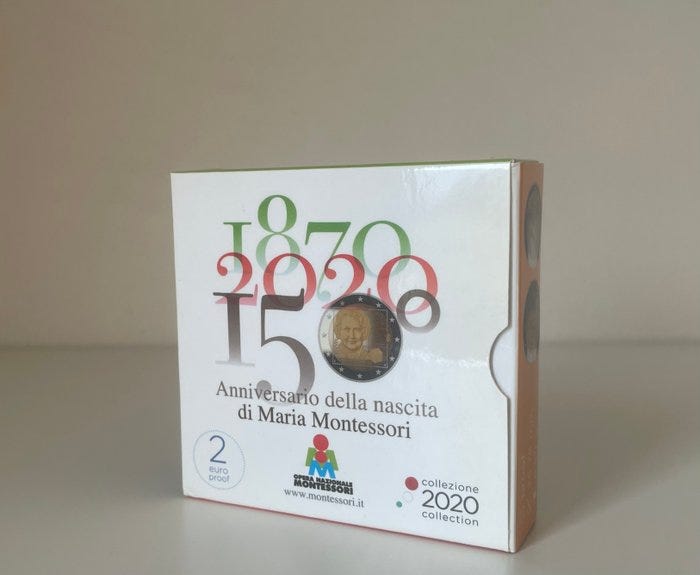 1870
2020
150°
Anniversario della nascita
di Maria Montessori
2
euro
proof
OPERA NAZIONALE
MONTESSORI
www.montessori.it
collezione
2020
collection